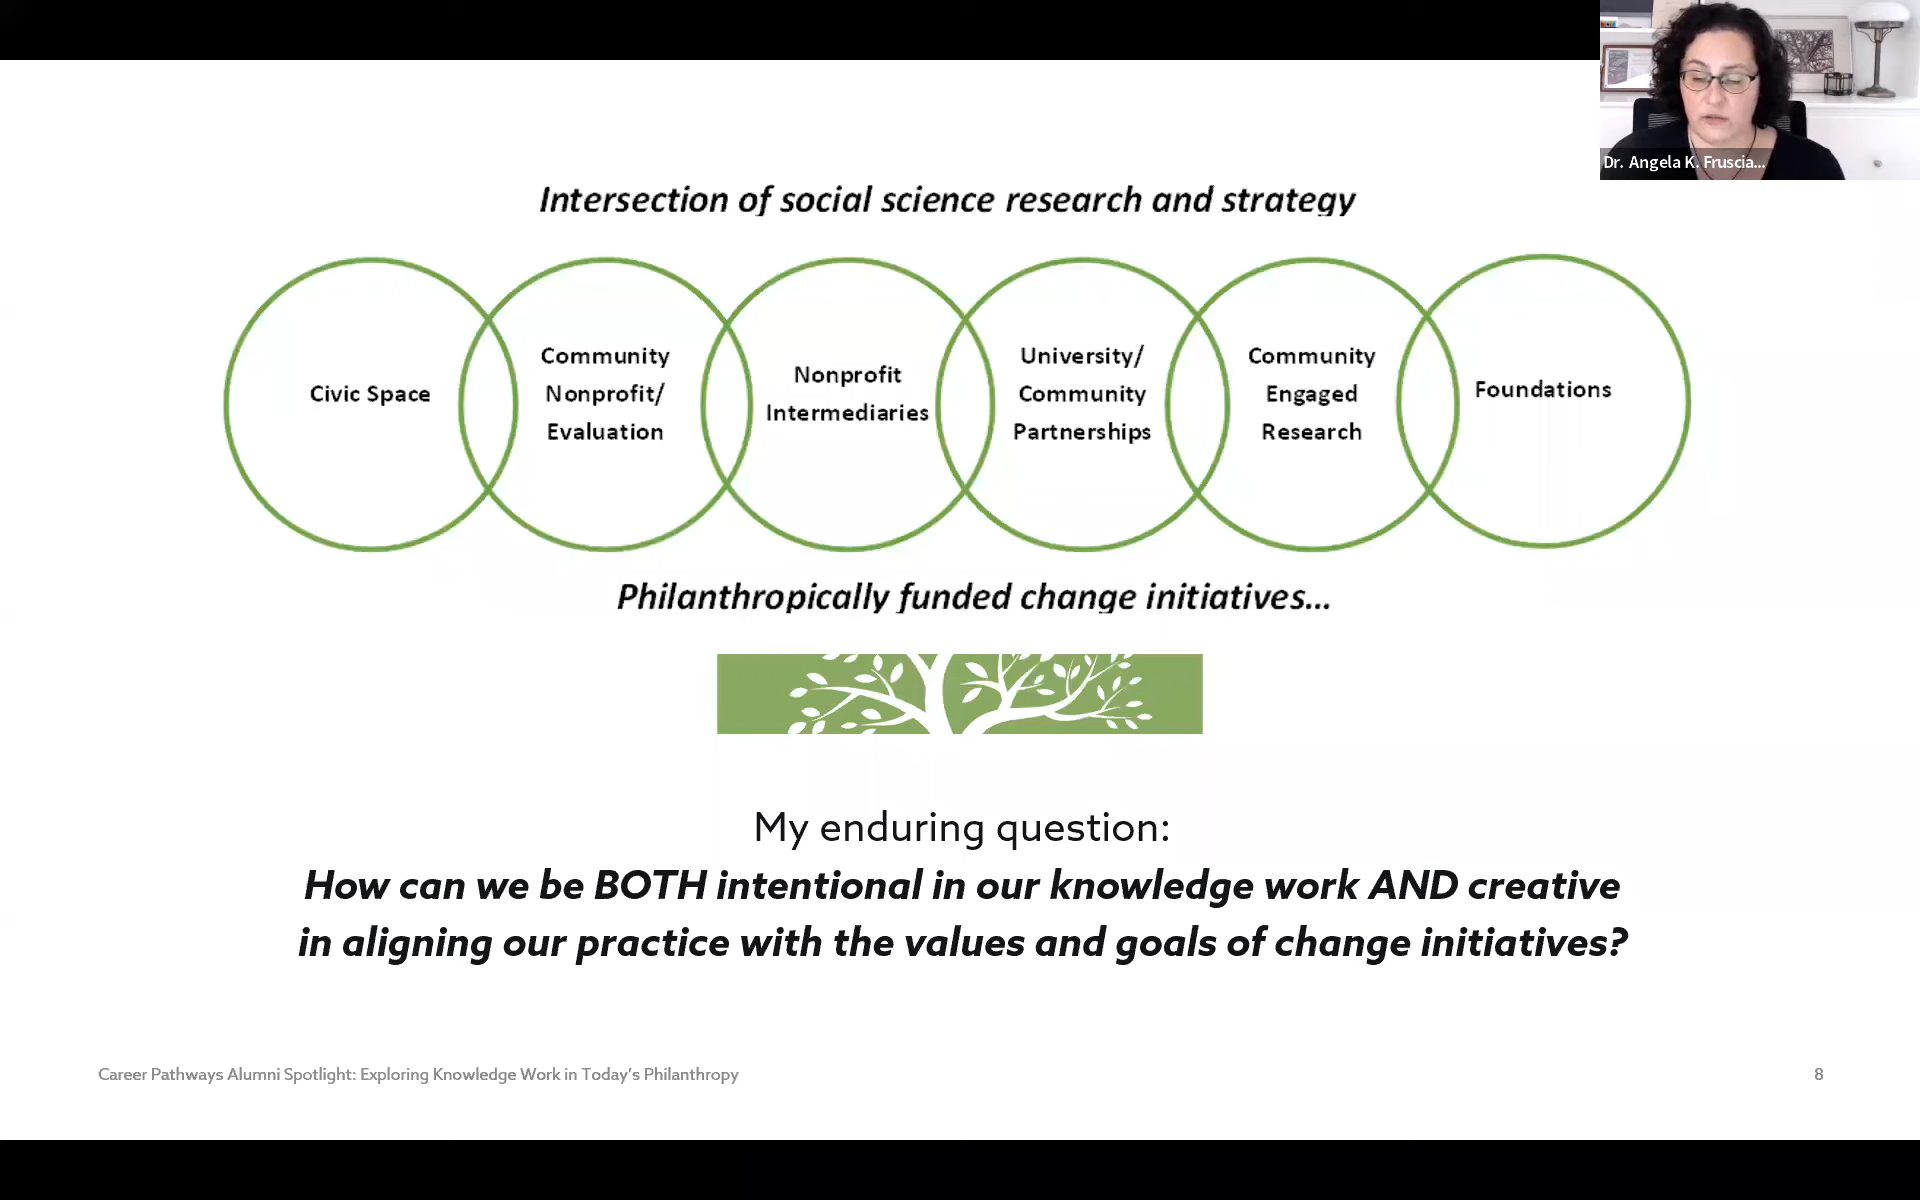 Dr. Angela K. Fruscia...
Intersection of social science research and strategy
Civic Space
Community
Nonprofit/
Evaluation
Nonprofit
Intermediaries
University/
Community
Partnerships
Community
Engaged
Research
Foundations
Philanthropically funded change initiatives...
My enduring question:
How can we be BOTH intentional in our knowledge work AND creative
in aligning our practice with the values and goals of change initiatives?
Career Pathways Alumni Spotlight: Exploring Knowledge Work in Today's Philanthropy
8